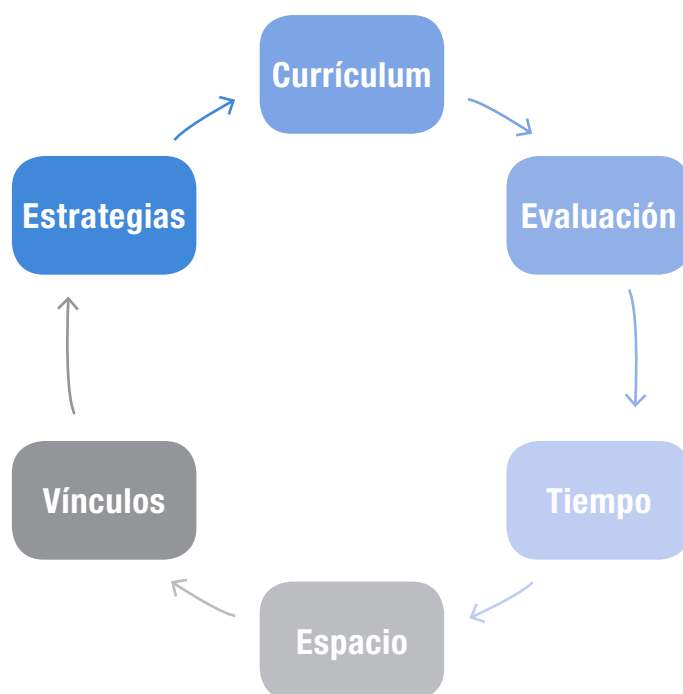 Currículum
Evaluación
Tiempo
Espacio
Vínculos
Estrategias